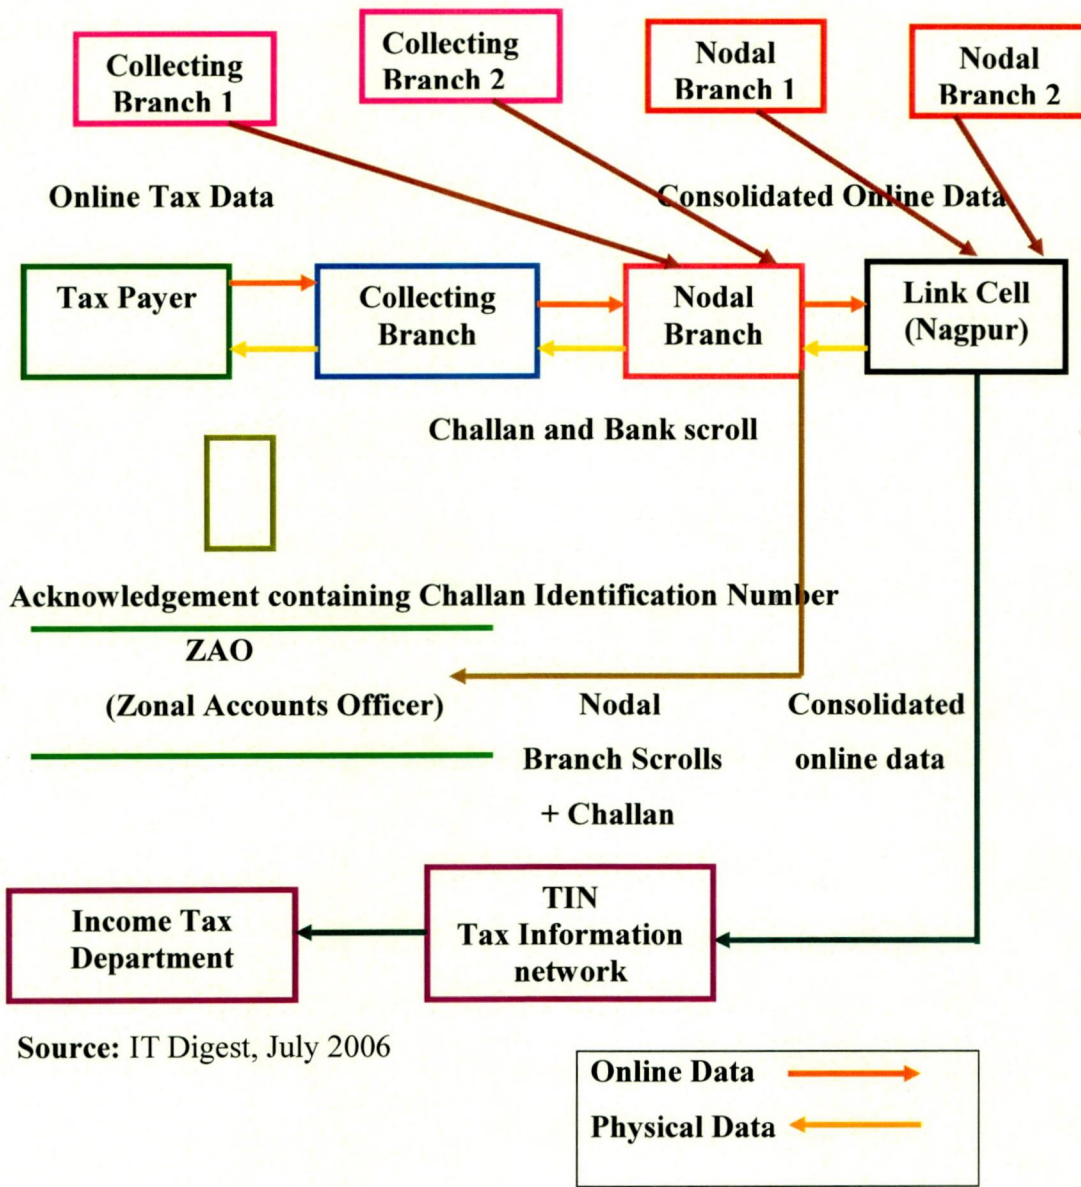 Collecting
Branch 1
Collecting
Branch 2
Nodal
Branch 1
Nodal
Branch 2
Online Tax Data
Consolidated Online Data
Tax Payer
Collecting
Branch
Nodal
Branch
Link Cell
(Nagpur)
Challan and Bank scroll
Acknowledgement containing Challan Identification Number
ZAO
(Zonal Accounts Officer)
Nodal
Branch Scrolls
+ Challan
Consolidated
online data
Income Tax
Department
TIN
Tax Information
network
Source: IT Digest, July 2006
Online Data
Physical Data